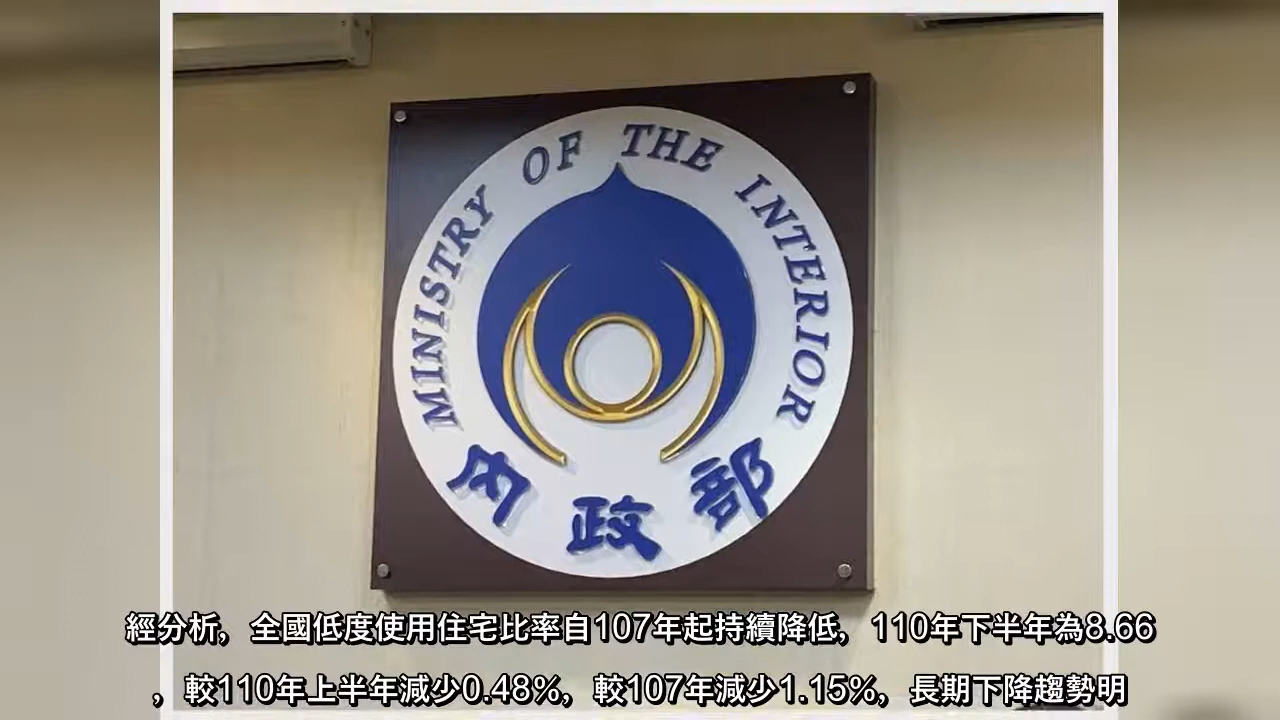 MINISTRY OF THE INTERIOR
內政部
經分析，全國低度使用住宅比率自107年起持續降低，110年下半年為8.66
，較110年上半年減少0.48%，較107年減少1.15%，長期下降趨勢明